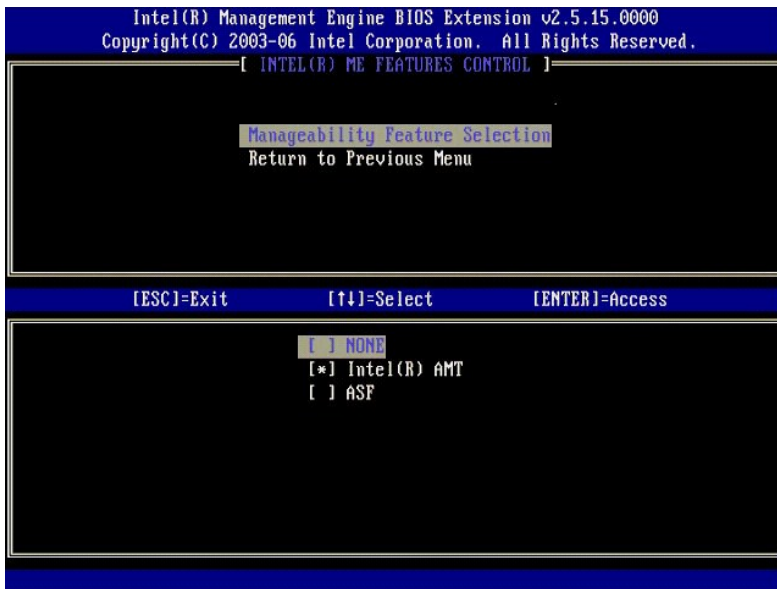 Intel(R) Management Engine BIOS Extension v2.5.15.0000
Copyright(C) 2003-06 Intel Corporation. All Rights Reserved.
[ INTEL(R) ME FEATURES CONTROL ]
Manageability Feature Selection
Return to Previous Menu
[ESC]=Exit [↑↓]=Select [ENTER]=Access
[ ] NONE
[*] Intel(R) AMT
[ ] ASF